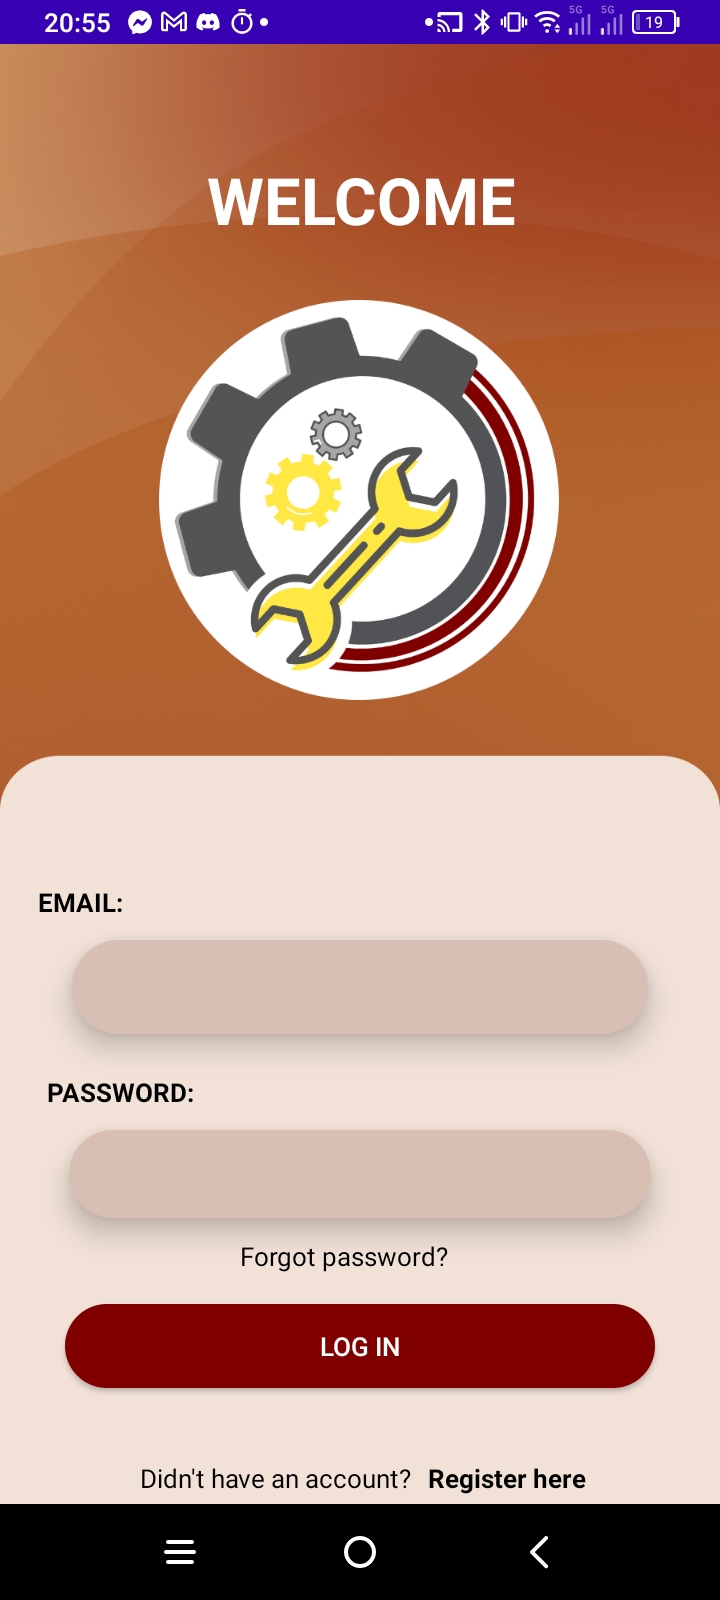 20:55 5G 5G 19
WELCOME
EMAIL:
PASSWORD:
Forgot password?
LOG IN
Didn't have an account? Register here